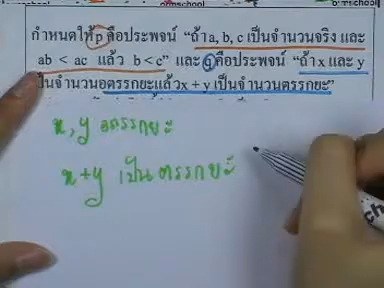 กำหนดให้ p คือประพจน์ "ถ้า a, b, c เป็นจำนวนจริง และ
ab < ac แล้ว b < c" และ q คือประพจน์ "ถ้า x และ y
เป็นจำนวนอตรรกยะแล้ว x + y เป็นจำนวนตรรกยะ"
x, y อตรรกยะ
x+y เป็น ตรรกยะ